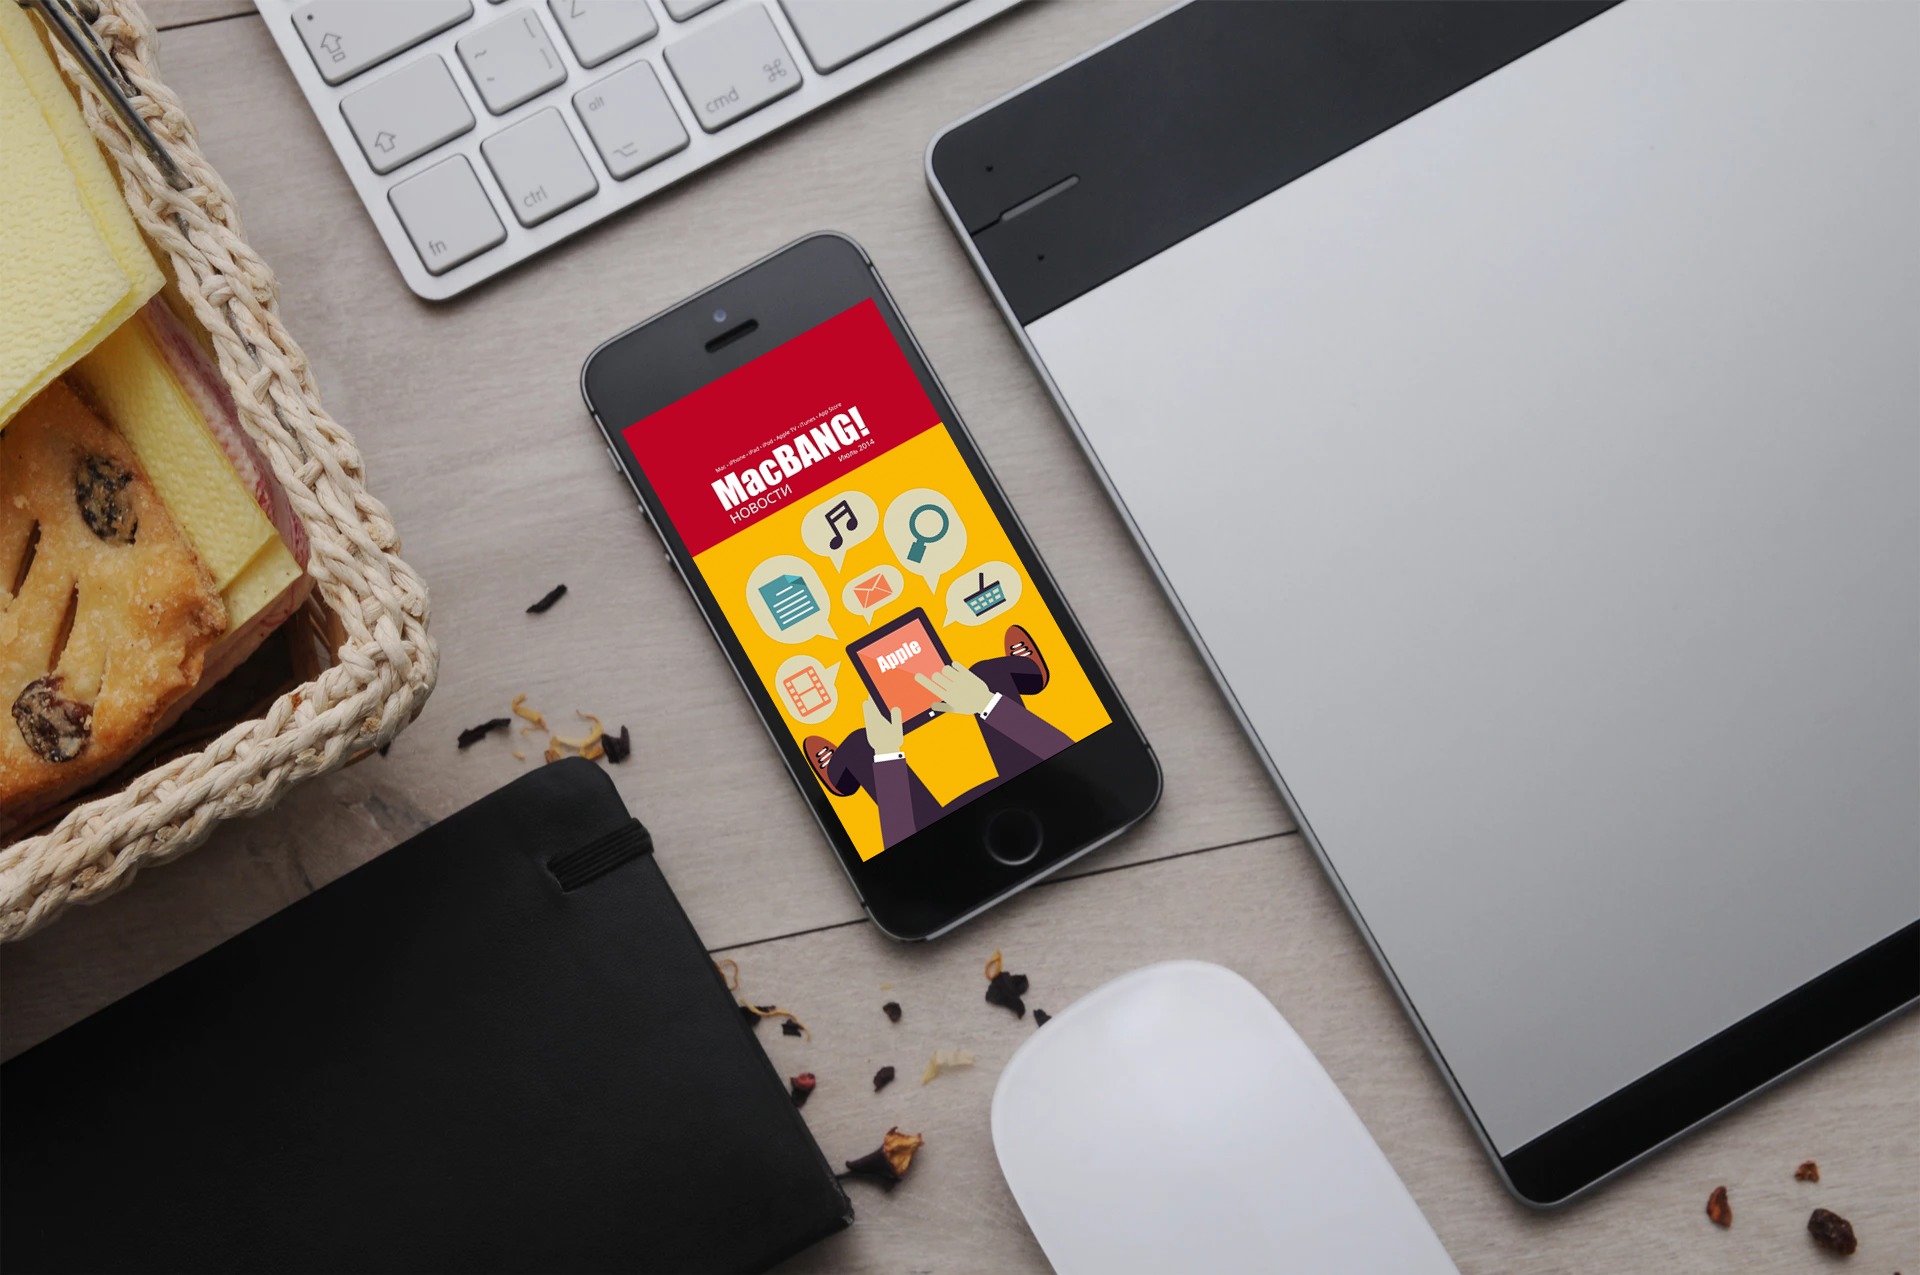 Z
alt
cmd
ctrl
fn
Mac • iPhone • iPad • iPod • Apple TV • iTunes • App Store
MacBANG!
НОВОСТИ
Июль 2014
Apple